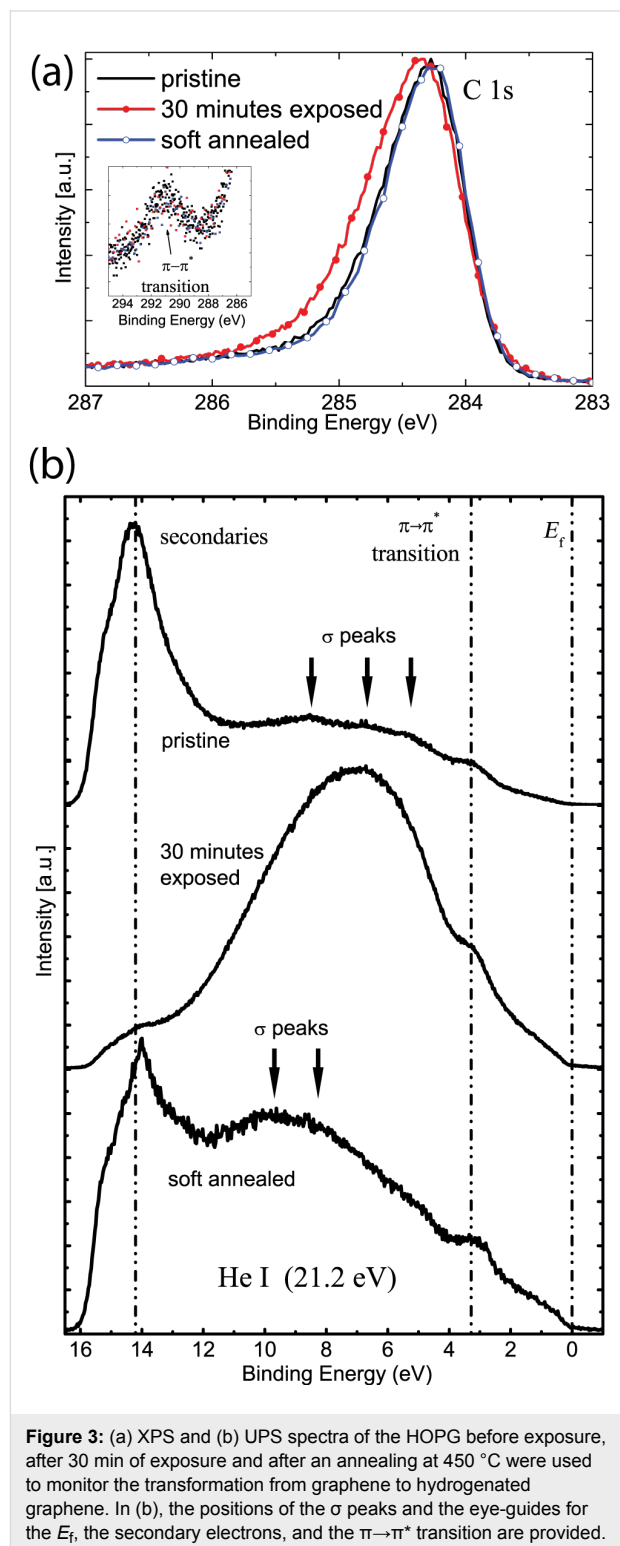 (a)
pristine
30 minutes exposed
soft annealed
C 1s
Intensity [a.u.]
π−π*
transition
294 292 290 288 286
Binding Energy (eV)
287 286 285 284 283
Binding Energy (eV)
(b)
secondaries
π→π*
transition
Ef
σ peaks
pristine
30 minutes
exposed
Intensity [a.u.]
σ peaks
soft annealed
He I (21.2 eV)
16 14 12 10 8 6 4 2 0
Binding Energy (eV)
Figure 3: (a) XPS and (b) UPS spectra of the HOPG before exposure,
after 30 min of exposure and after an annealing at 450 °C were used
to monitor the transformation from graphene to hydrogenated
graphene. In (b), the positions of the σ peaks and the eye-guides for
the Ef, the secondary electrons, and the π→π* transition are provided.